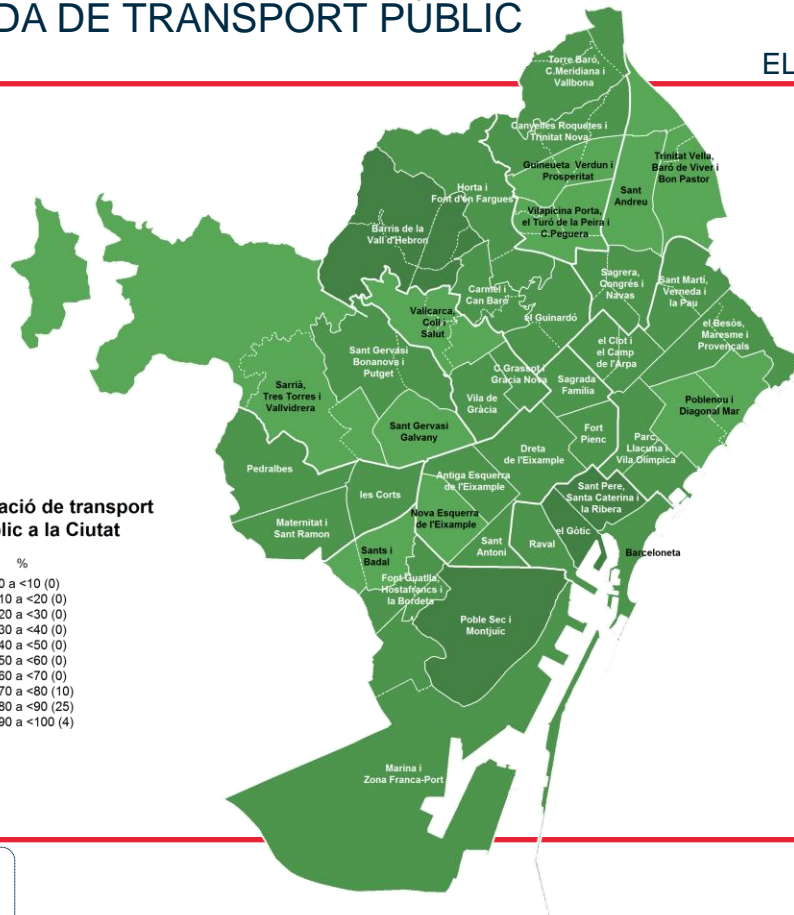 DA DE TRANSPORT PÚBLIC
EL
Torre Baró,
C.Meridiana i
Vallbona
Canyelles Roquetes i
Trinitat Nova
Guineueta Verdun i
Prosperitat
Trinitat Vella,
Baró de Viver i
Bon Pastor
Sant
Andreu
Horta i
Font d'en Fargues
Vilapicina Porta,
el Turó de la Peira i
C.Peguera
Barris de la
Vall d'Hebron
Sagrera,
Congrés i
Navas
Sant Martí,
Verneda i
la Pau
Carmel i
Can Baró
Vallcarca,
Coll i
Salut
el Guinardó
el Besòs,
Maresme i
Provençals
el Clot i
el Camp
de l'Arpa
Sant Gervasi
Bonanova i
Putget
C.Grassot i
Gràcia Nova
Sagrada
Família
Sarrià,
Tres Torres i
Vallvidrera
Vila de
Gràcia
Poblenou i
Diagonal Mar
Sant Gervasi
Galvany
Fort
Pienc
Parc,
Llacuna i
Vila Olímpica
Dreta
de l'Eixample
Pedralbes
Antiga Esquerra
de l'Eixample
les Corts
Sant Pere,
Santa Caterina i
la Ribera
Maternitat i
Sant Ramon
Nova Esquerra
de l'Eixample
el Gòtic
Sant
Antoni
Raval
Barceloneta
Sants i
Badal
Font Guatlla,
Hostafrancs i
la Bordeta
Poble Sec i
Montjuïc
Marina i
Zona Franca-Port
ació de transport
lic a la Ciutat
%
0 a <10 (0)
10 a <20 (0)
20 a <30 (0)
30 a <40 (0)
40 a <50 (0)
50 a <60 (0)
60 a <70 (0)
70 a <80 (10)
80 a <90 (25)
90 a <100 (4)